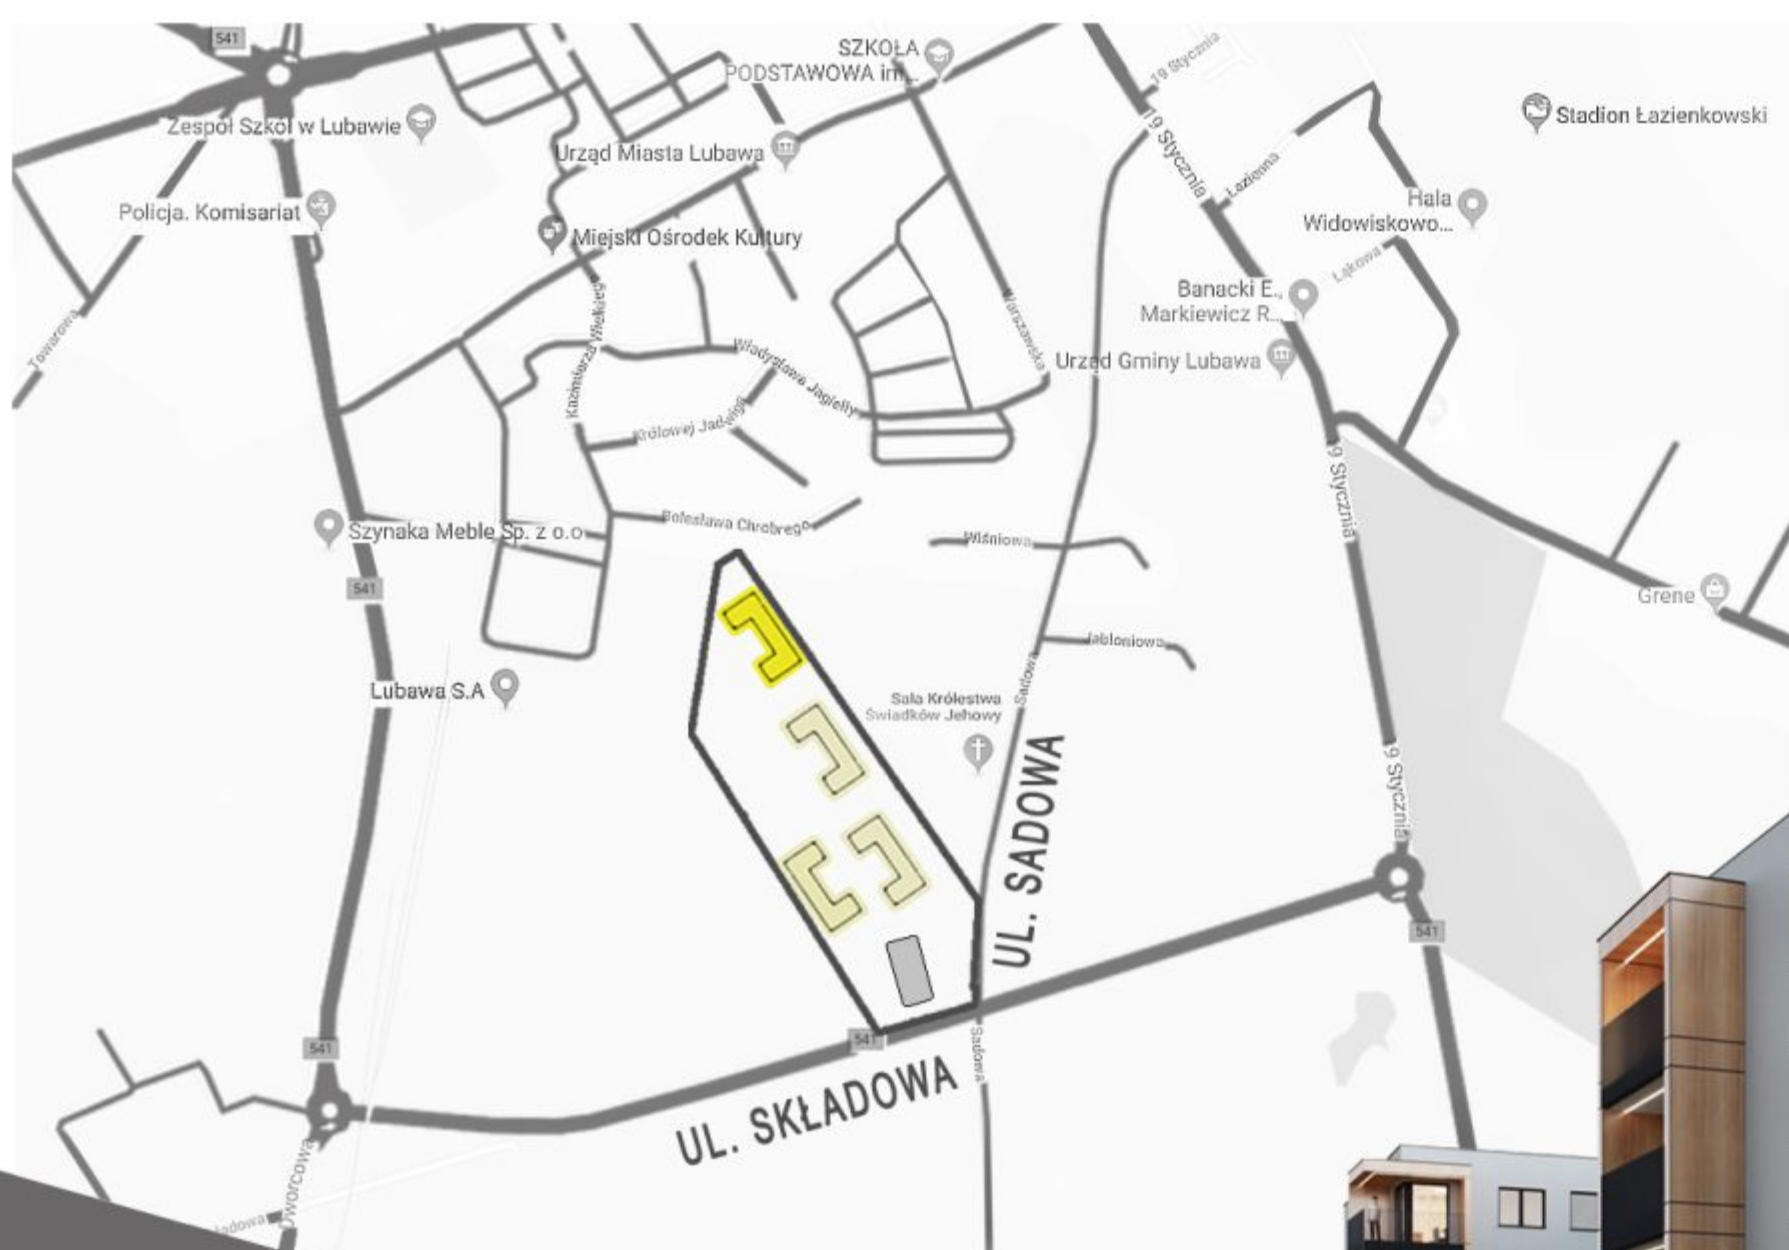 541
SZKOŁA
PODSTAWOWA im...
19 Stycznia
Zespół Szkół w Lubawie
Stadion Łazienkowski
Urząd Miasta Lubawa
19 Stycznia
Łazienna
Policja. Komisariat
Hala
Widowiskowo...
Miejski Ośrodek Kultury
Łąkowa
Banacki E.,
Markiewicz R...
Kazimierza Wielkiego
Warszawska
Towarowa
Władysława Jagiełły
Urząd Gminy Lubawa
Królowej Jadwigi
19 Stycznia
Szynaka Meble Sp. z o.o
Bolesława Chrobrego
Wiśniowa
541
Grene
Jabłoniowa
Sadowa
Lubawa S.A
Sala Królestwa
Świadków Jehowy
19 Stycznia
UL. SADOWA
541
541
541
Sadowa
UL. SKŁADOWA
Dworcowa
ładowa